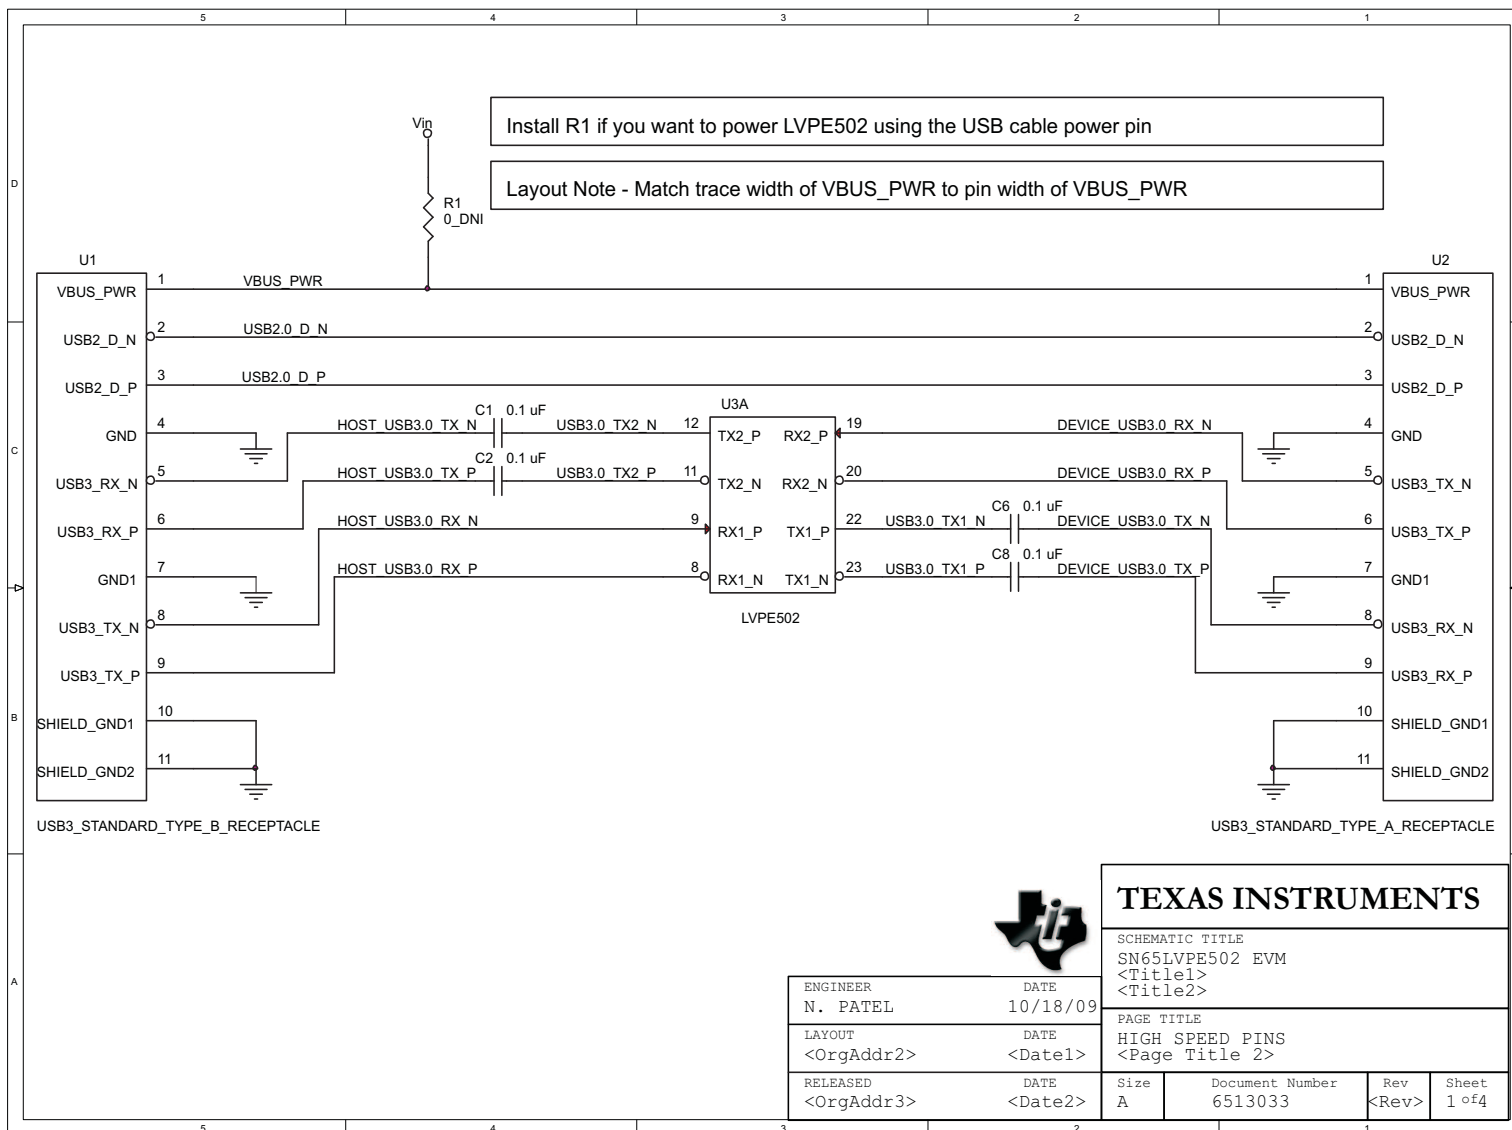 5 4 3 2 1
Vin
Install R1 if you want to power LVPE502 using the USB cable power pin
Layout Note - Match trace width of VBUS_PWR to pin width of VBUS_PWR
D
R1
0_DNI
U1
U2
VBUS_PWR 1 VBUS_PWR 1 VBUS_PWR
USB2_D_N 2 USB2.0_D_N 2 USB2_D_N
USB2_D_P 3 USB2.0_D_P 3 USB2_D_P
U3A
C
GND 4 HOST_USB3.0_TX_N C1 0.1 uF USB3.0_TX2_N 12 TX2_P RX2_P 19 DEVICE_USB3.0_RX_N 4 GND
USB3_RX_N 5 HOST_USB3.0_TX_P C2 0.1 uF USB3.0_TX2_P 11 TX2_N RX2_N 20 DEVICE_USB3.0_RX_P 5 USB3_TX_N
USB3_RX_P 6 HOST_USB3.0_RX_N 9 RX1_P TX1_P 22 USB3.0_TX1_N C6 0.1 uF DEVICE_USB3.0_TX_N 6 USB3_TX_P
GND1 7 HOST_USB3.0_RX_P 8 RX1_N TX1_N 23 USB3.0_TX1_P C8 0.1 uF DEVICE_USB3.0_TX_P 7 GND1
LVPE502
USB3_TX_N 8 8 USB3_RX_N
USB3_TX_P 9 9 USB3_RX_P
B
SHIELD_GND1 10 10 SHIELD_GND1
SHIELD_GND2 11 11 SHIELD_GND2
USB3_STANDARD_TYPE_B_RECEPTACLE
USB3_STANDARD_TYPE_A_RECEPTACLE
A
ti
TEXAS INSTRUMENTS
SCHEMATIC TITLE
SN65LVPE502 EVM
<Title1>
<Title2>
ENGINEER DATE
N. PATEL 10/18/09
PAGE TITLE
HIGH SPEED PINS
<Page Title 2>
LAYOUT DATE
<OrgAddr2> <Date1>
RELEASED DATE
<OrgAddr3> <Date2>
Size Document Number Rev Sheet
A 6513033 <Rev> 1 of 4
5 4 3 2 1